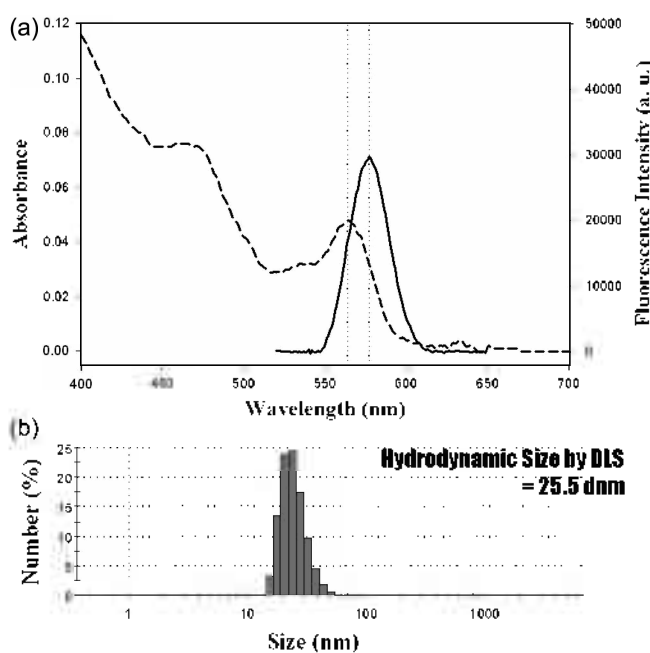 (a)
0.12
0.10
0.08
0.06
0.04
0.02
0.00
Absorbance
50000
40000
30000
20000
10000
Fluorescence Intensity (a. u.)
400 500 550 600 650 700
Wavelength (nm)
(b)
25
20
15
10
5
Number (%)
Hydrodynamic Size by DLS
= 25.5 dnm
1 10 100 1000
Size (nm)